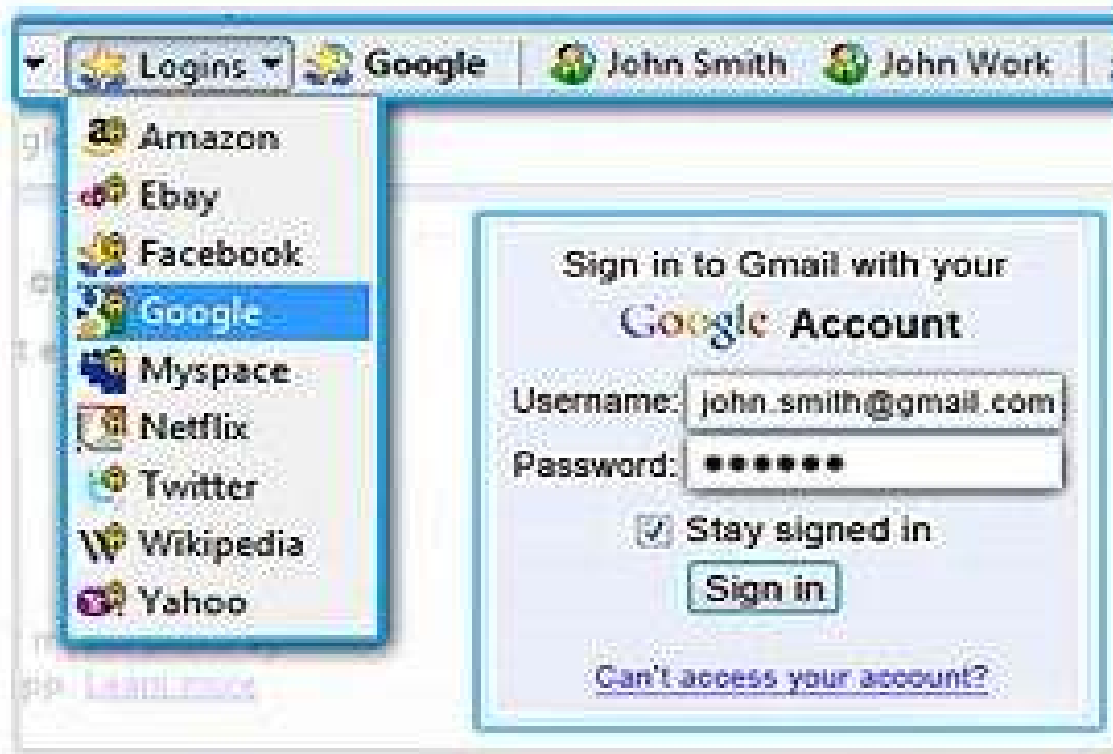 Logins Google John Smith John Work
Amazon
Ebay
Facebook
Google
Myspace
Netflix
Twitter
Wikipedia
Yahoo
Sign in to Gmail with your
Google Account
Username: john.smith@gmail.com
Password: ●●●●●●
Stay signed in
Sign in
Can't access your account?
Learn more